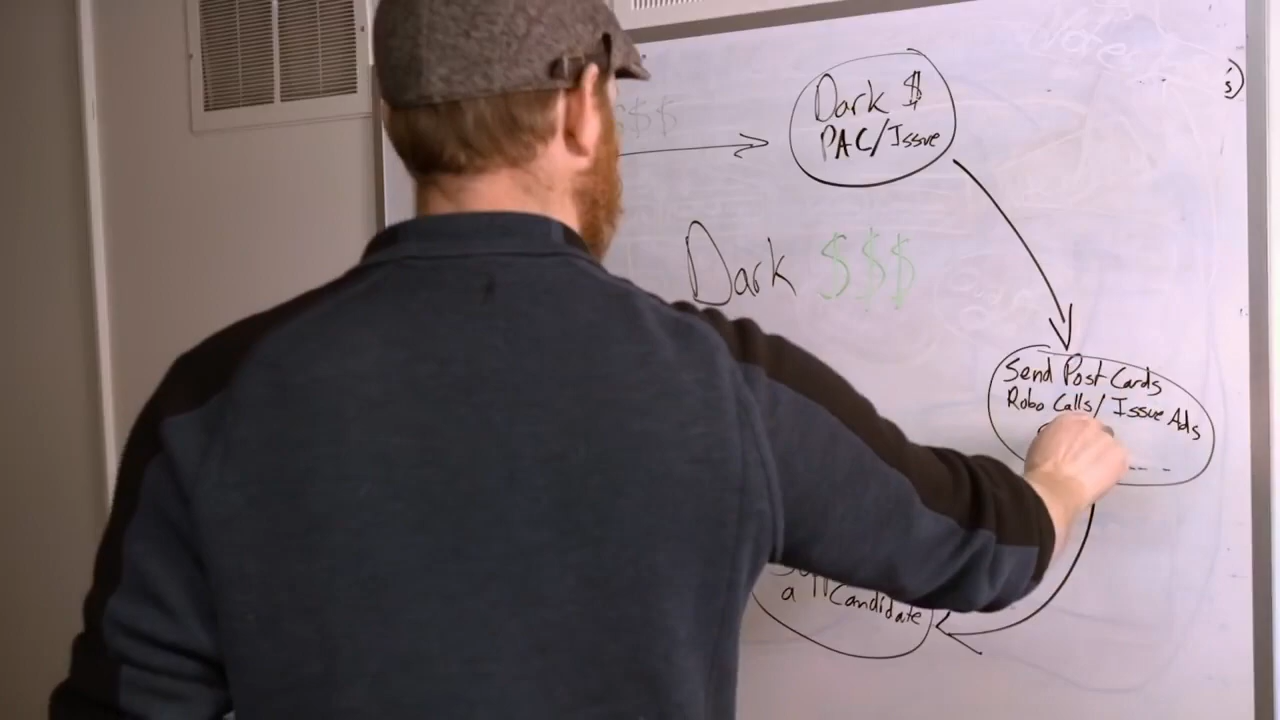 $$$
Dark $
PAC/Issue
's)
Dark $$$
Send Post Cards
Robo Calls/Issue Ads
a Candidate